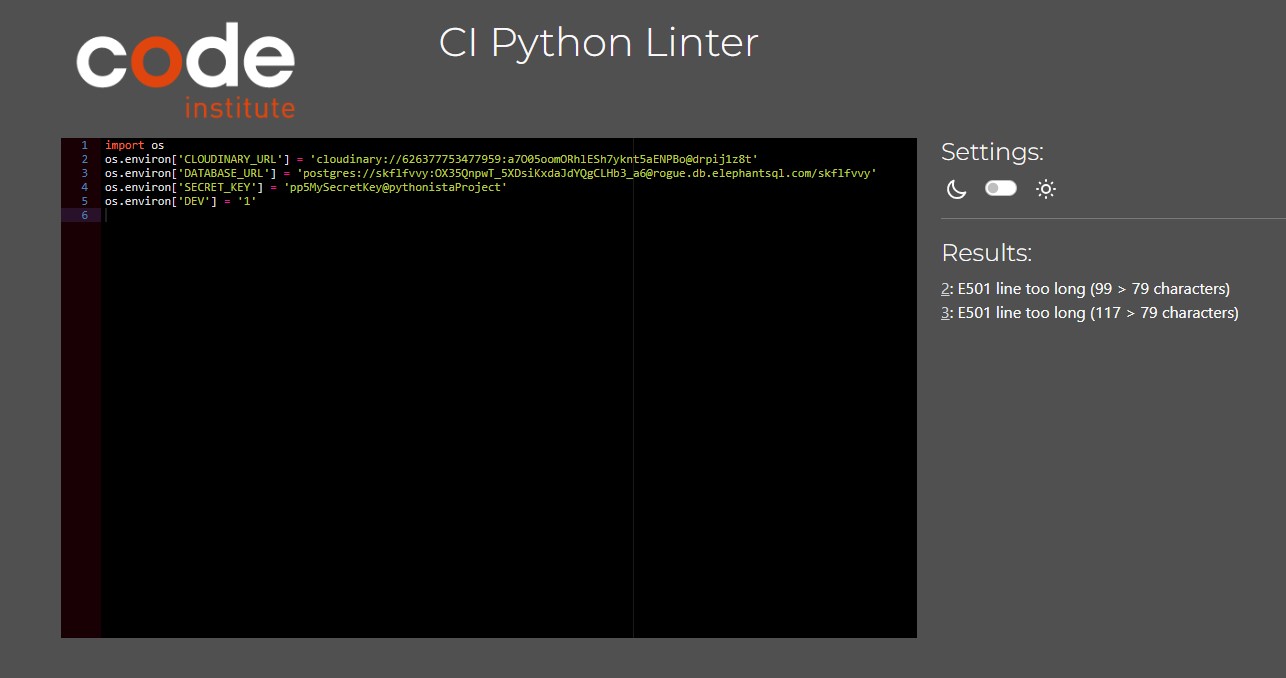 code
institute
CI Python Linter
1 import os
2 os.environ['CLOUDINARY_URL'] = 'cloudinary://626377753477959:a7O05oomORhlESh7yknt5aENPBo@drpij1z8t'
3 os.environ['DATABASE_URL'] = 'postgres://skflfvvy:OX35QnpwT_5XDsiKxdaJdYQgCLHb3_a6@rogue.db.elephantsql.com/skflfvvy'
4 os.environ['SECRET_KEY'] = 'pp5MySecretKey@pythonistaProject'
5 os.environ['DEV'] = '1'
6
Settings:
Results:
2: E501 line too long (99 > 79 characters)
3: E501 line too long (117 > 79 characters)